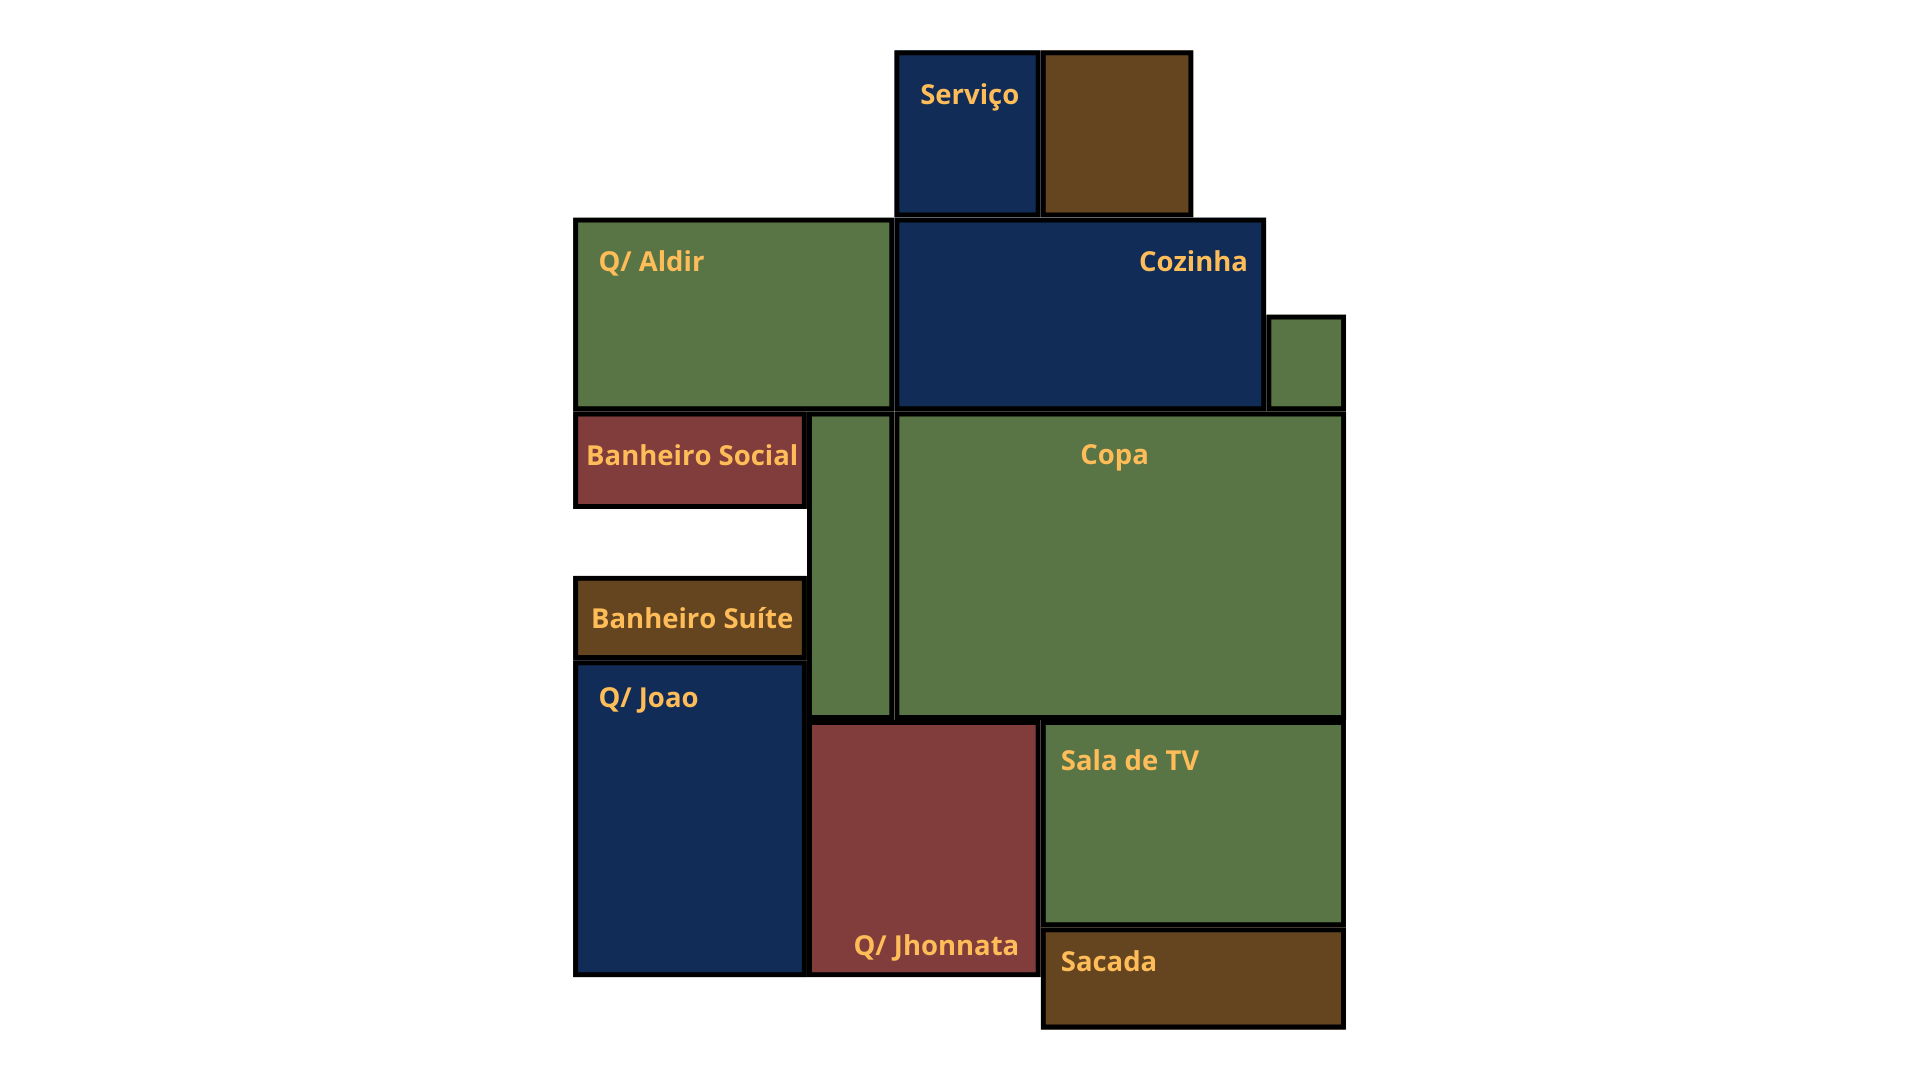 Serviço
Q/ Aldir
Cozinha
Banheiro Social
Copa
Banheiro Suíte
Q/ Joao
Sala de TV
Q/ Jhonnata
Sacada